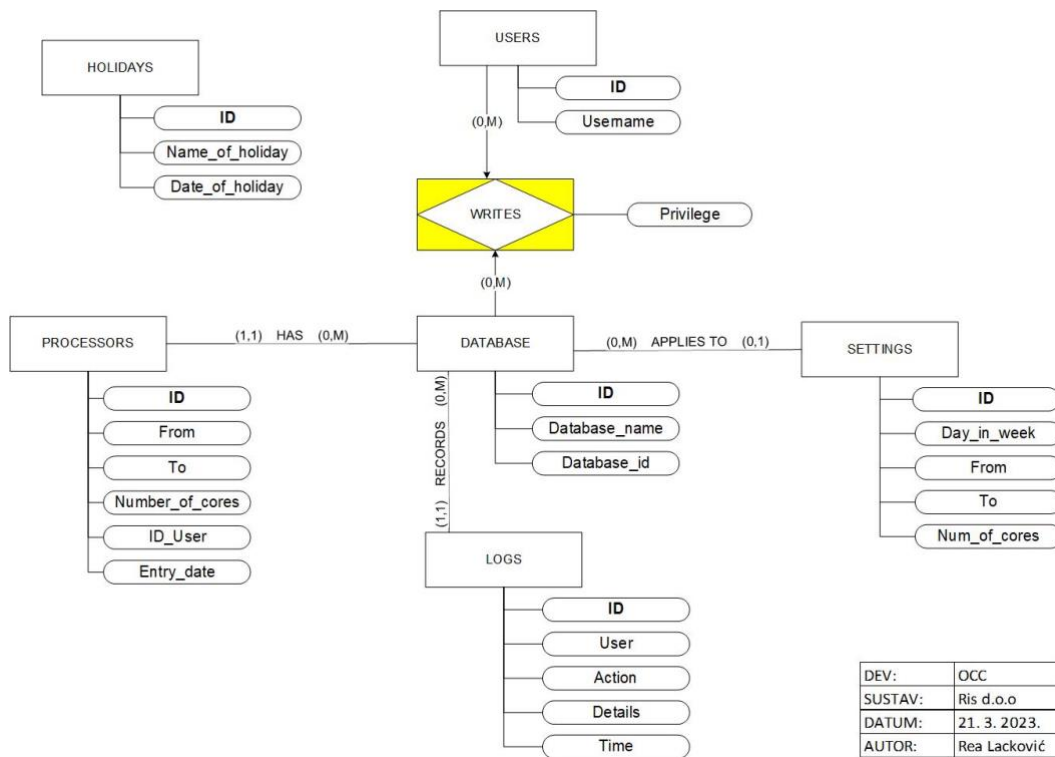 USERS
ID
Username
(0,M)
HOLIDAYS
ID
Name_of_holiday
Date_of_holiday
WRITES
Privilege
(0,M)
PROCESSORS
(1,1) HAS (0,M)
DATABASE
(0,M) APPLIES TO (0,1)
SETTINGS
ID
From
To
Number_of_cores
ID_User
Entry_date
ID
Database_name
Database_id
ID
Day_in_week
From
To
Num_of_cores
(1,1) RECORDS (0,M)
LOGS
ID
User
Action
Details
Time
DEV: OCC
SUSTAV: Ris d.o.o
DATUM: 21. 3. 2023.
AUTOR: Rea Lacković